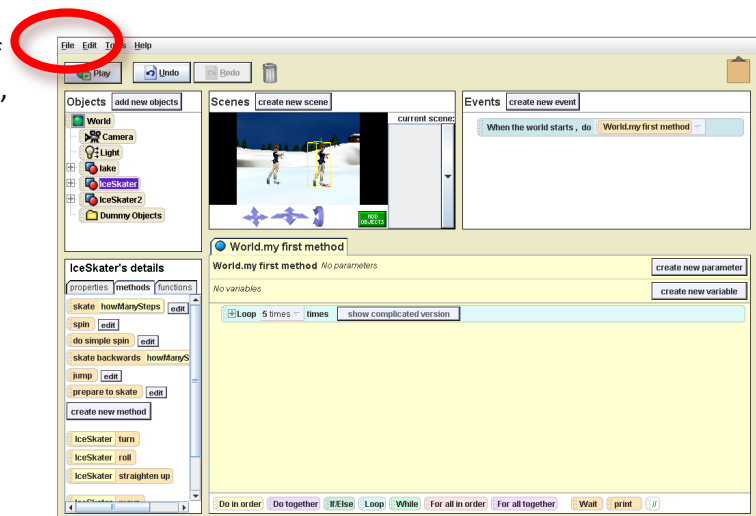 File Edit Tools Help
Play Undo Redo
Objects add new objects
World
Camera
Light
lake
IceSkater
IceSkater2
Dummy Objects
Scenes create new scene
current scene:
ADD OBJECTS
Events create new event
When the world starts , do World.my first method
IceSkater's details
properties methods functions
skate howManySteps edit
spin edit
do simple spin edit
skate backwards howManyS
jump edit
prepare to skate edit
create new method
IceSkater turn
IceSkater roll
IceSkater straighten up
World.my first method
World.my first method No parameters
create new parameter
No variables
create new variable
Loop 5 times times show complicated version
Do in order Do together If/Else Loop While For all in order For all together Wait print //